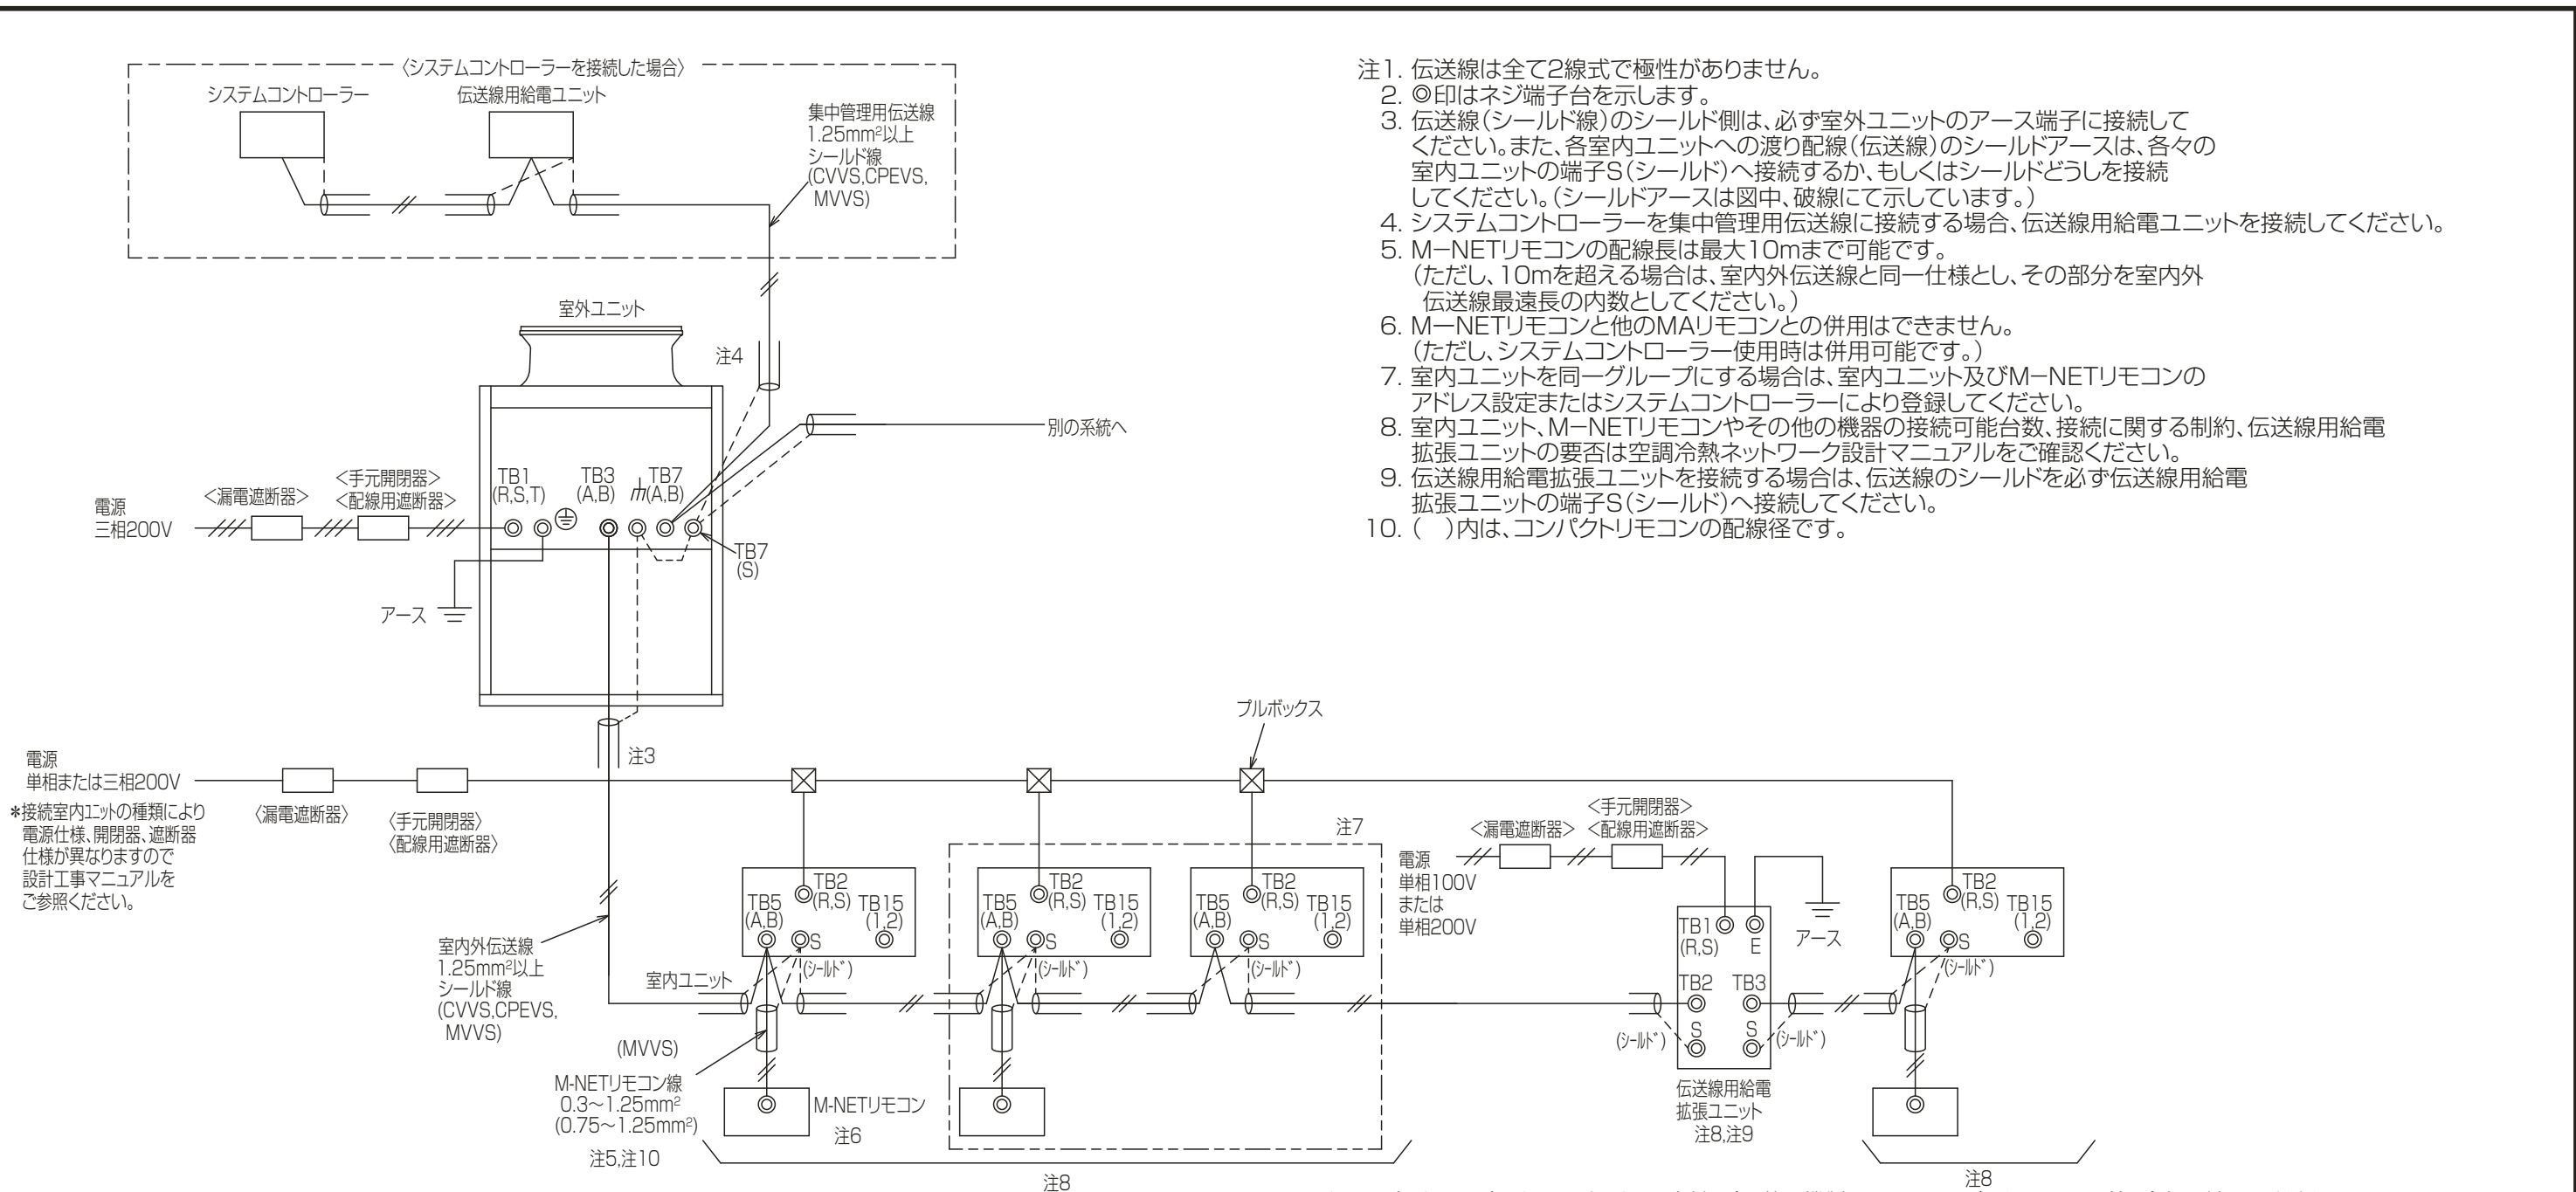 〈システムコントローラーを接続した場合〉
システムコントローラー
伝送線用給電ユニット
集中管理用伝送線
1.25mm²以上
シールド線
(CVVS,CPEVS,
MVVS)
注1. 伝送線は全て2線式で極性がありません。
2. ◎印はネジ端子台を示します。
3. 伝送線(シールド線)のシールド側は、必ず室外ユニットのアース端子に接続して
ください。また、各室内ユニットへの渡り配線(伝送線)のシールドアースは、各々の
室内ユニットの端子S(シールド)へ接続するか、もしくはシールドどうしを接続
してください。(シールドアースは図中、破線にて示しています。)
4. システムコントローラーを集中管理用伝送線に接続する場合、伝送線用給電ユニットを接続してください。
5. M−NETリモコンの配線長は最大10mまで可能です。
(ただし、10mを超える場合は、室内外伝送線と同一仕様とし、その部分を室内外
伝送線最遠長の内数としてください。)
6. M−NETリモコンと他のMAリモコンとの併用はできません。
(ただし、システムコントローラー使用時は併用可能です。)
7. 室内ユニットを同一グループにする場合は、室内ユニット及びM−NETリモコンの
アドレス設定またはシステムコントローラーにより登録してください。
8. 室内ユニット、M−NETリモコンやその他の機器の接続可能台数、接続に関する制約、伝送線用給電
拡張ユニットの要否は空調冷熱ネットワーク設計マニュアルをご確認ください。
9. 伝送線用給電拡張ユニットを接続する場合は、伝送線のシールドを必ず伝送線用給電
拡張ユニットの端子S(シールド)へ接続してください。
10. (　)内は、コンパクトリモコンの配線径です。
室外ユニット
注4
別の系統へ
電源
三相200V
<漏電遮断器>
<手元開閉器>
<配線用遮断器>
TB1
(R,S,T)
TB3
(A,B)
TB7
(A,B)
TB7
(S)
アース
注3
プルボックス
電源
単相または三相200V
*接続室内ユニットの種類により
電源仕様、開閉器、遮断器
仕様が異なりますので
設計工事マニュアルを
ご参照ください。
〈漏電遮断器〉
〈手元開閉器〉
〈配線用遮断器〉
注7
TB2
(R,S)
TB5
(A,B)
TB15
(1,2)
S
(シールド)
TB2
(R,S)
TB5
(A,B)
TB15
(1,2)
S
(シールド)
TB2
(R,S)
TB5
(A,B)
TB15
(1,2)
S
(シールド)
電源
単相100V
または
単相200V
<漏電遮断器>
<手元開閉器>
<配線用遮断器>
TB1
(R,S)
E
アース
TB2
TB3
S
S
(シールド)
(シールド)
伝送線用給電
拡張ユニット
注8,注9
TB2
(R,S)
TB5
(A,B)
TB15
(1,2)
S
(シールド)
室内外伝送線
1.25mm²以上
シールド線
(CVVS,CPEVS,
MVVS)
室内ユニット
(MVVS)
M-NETリモコン線
0.3〜1.25mm²
(0.75〜1.25mm²)
注5,注10
M-NETリモコン
注6
注8
注8